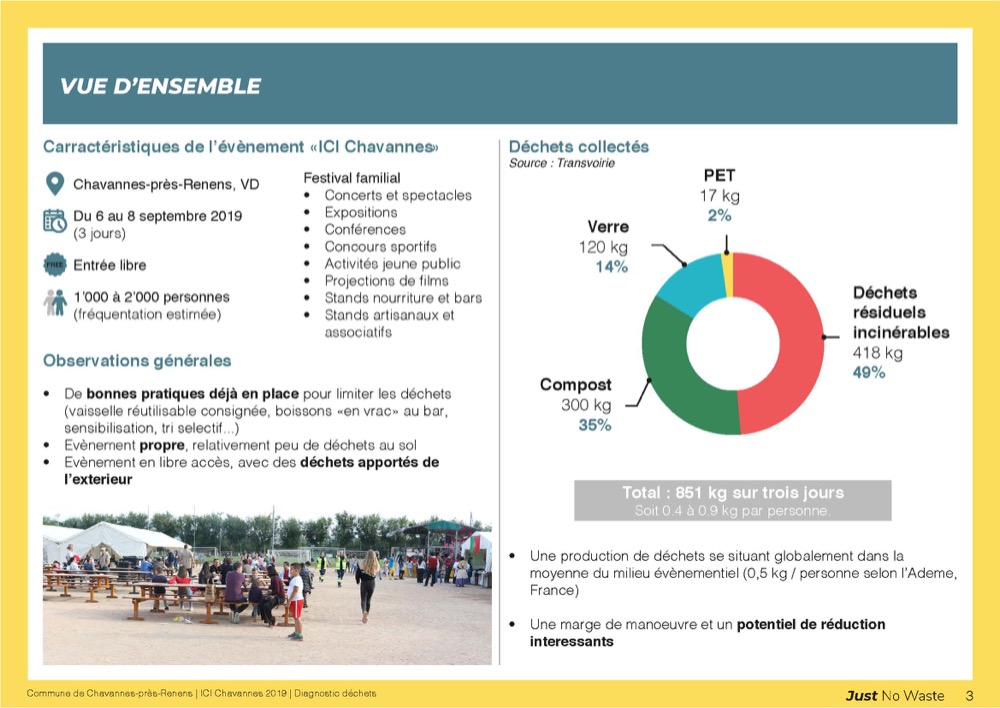 VUE D'ENSEMBLE
Carractéristiques de l'évènement «ICI Chavannes»
Chavannes-près-Renens, VD
Du 6 au 8 septembre 2019
(3 jours)
FREE
Entrée libre
1'000 à 2'000 personnes
(fréquentation estimée)
Festival familial
• Concerts et spectacles
• Expositions
• Conférences
• Concours sportifs
• Activités jeune public
• Projections de films
• Stands nourriture et bars
• Stands artisanaux et
associatifs
Observations générales
• De bonnes pratiques déjà en place pour limiter les déchets
(vaisselle réutilisable consignée, boissons «en vrac» au bar,
sensibilisation, tri selectif...)
• Evènement propre, relativement peu de déchets au sol
• Evènement en libre accès, avec des déchets apportés de
l'exterieur
Déchets collectés
Source : Transvoirie
PET
17 kg
2%
Verre
120 kg
14%
Déchets
résiduels
incinérables
418 kg
49%
Compost
300 kg
35%
Total : 851 kg sur trois jours
Soit 0.4 à 0.9 kg par personne.
• Une production de déchets se situant globalement dans la
moyenne du milieu évènementiel (0,5 kg / personne selon l'Ademe,
France)
• Une marge de manoeuvre et un potentiel de réduction
interessants
Commune de Chavannes-près-Renens | ICI Chavannes 2019 | Diagnostic déchets
Just No Waste 3